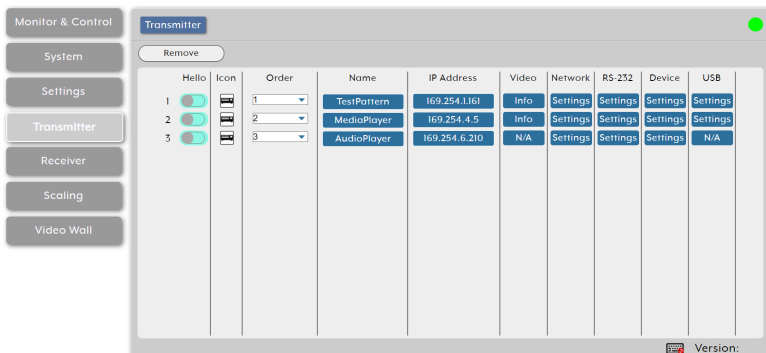 Monitor & Control
System
Settings
Transmitter
Receiver
Scaling
Video Wall
Transmitter
Remove
Hello Icon Order Name IP Address Video Network RS-232 Device USB
1 1 TestPattern 169.254.1.161 Info Settings Settings Settings Settings
2 2 MediaPlayer 169.254.4.5 Info Settings Settings Settings Settings
3 3 AudioPlayer 169.254.6.210 N/A Settings Settings Settings N/A
Version: